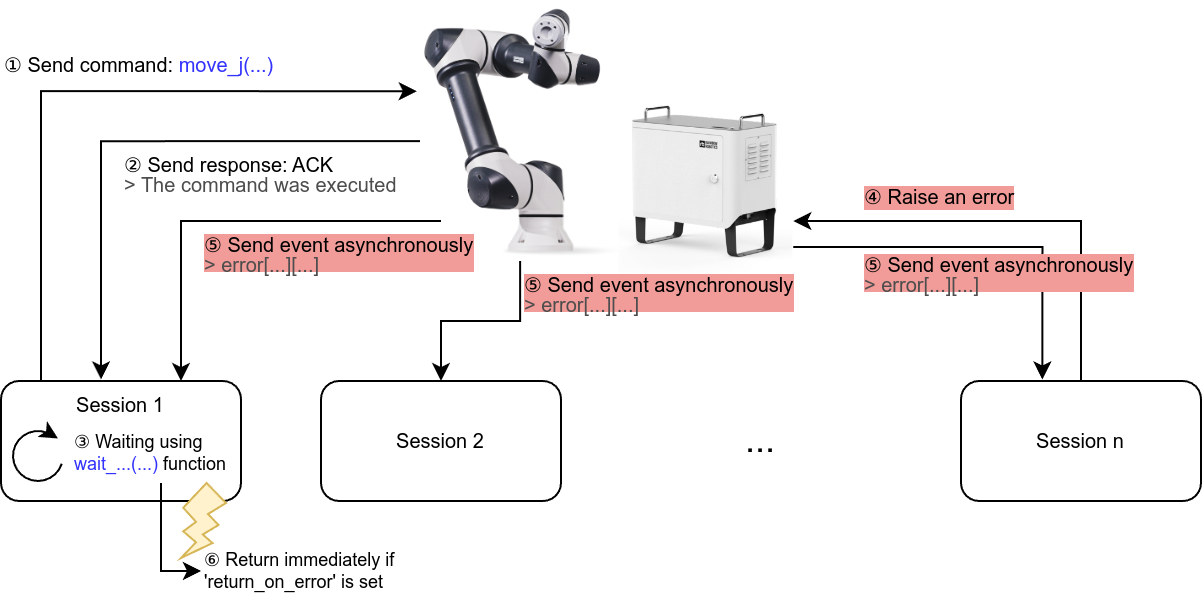 ① Send command: move_j(...)
② Send response: ACK
> The command was executed
④ Raise an error
⑤ Send event asynchronously
> error[...][...]
⑤ Send event asynchronously
> error[...][...]
⑤ Send event asynchronously
> error[...][...]
RAINBOW
ROBOTICS
Session 1
③ Waiting using
wait_...(...) function
Session 2
...
Session n
⑥ Return immediately if
'return_on_error' is set